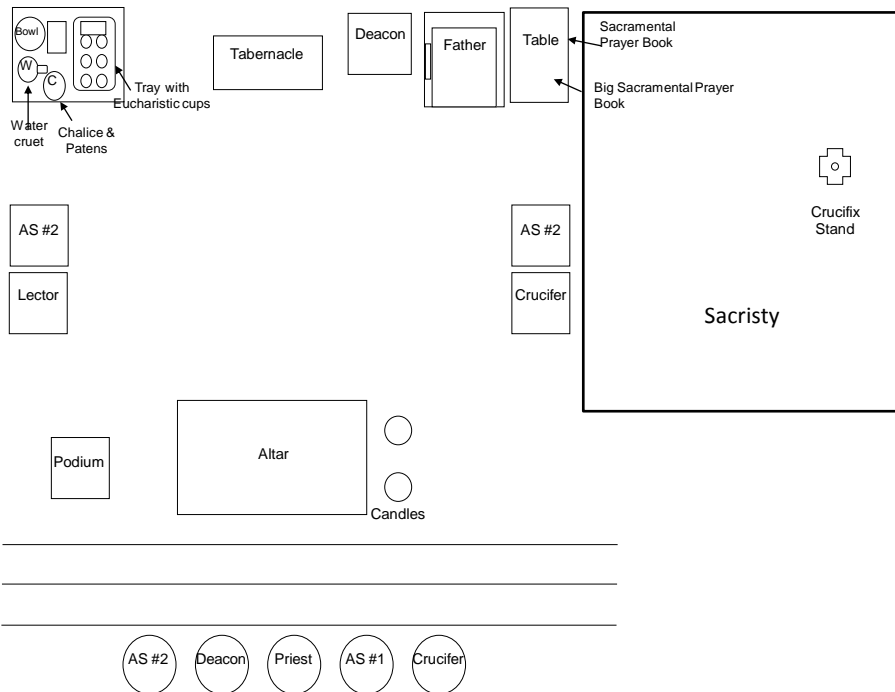 Bowl
W
C
Water
cruet
Chalice &
Patens
Tray with
Eucharistic cups
Tabernacle
Deacon
Father
Table
Sacramental
Prayer Book
Big Sacramental Prayer
Book
Crucifix
Stand
AS #2
Lector
AS #2
Crucifer
Sacristy
Podium
Altar
Candles
AS #2
Deacon
Priest
AS #1
Crucifer